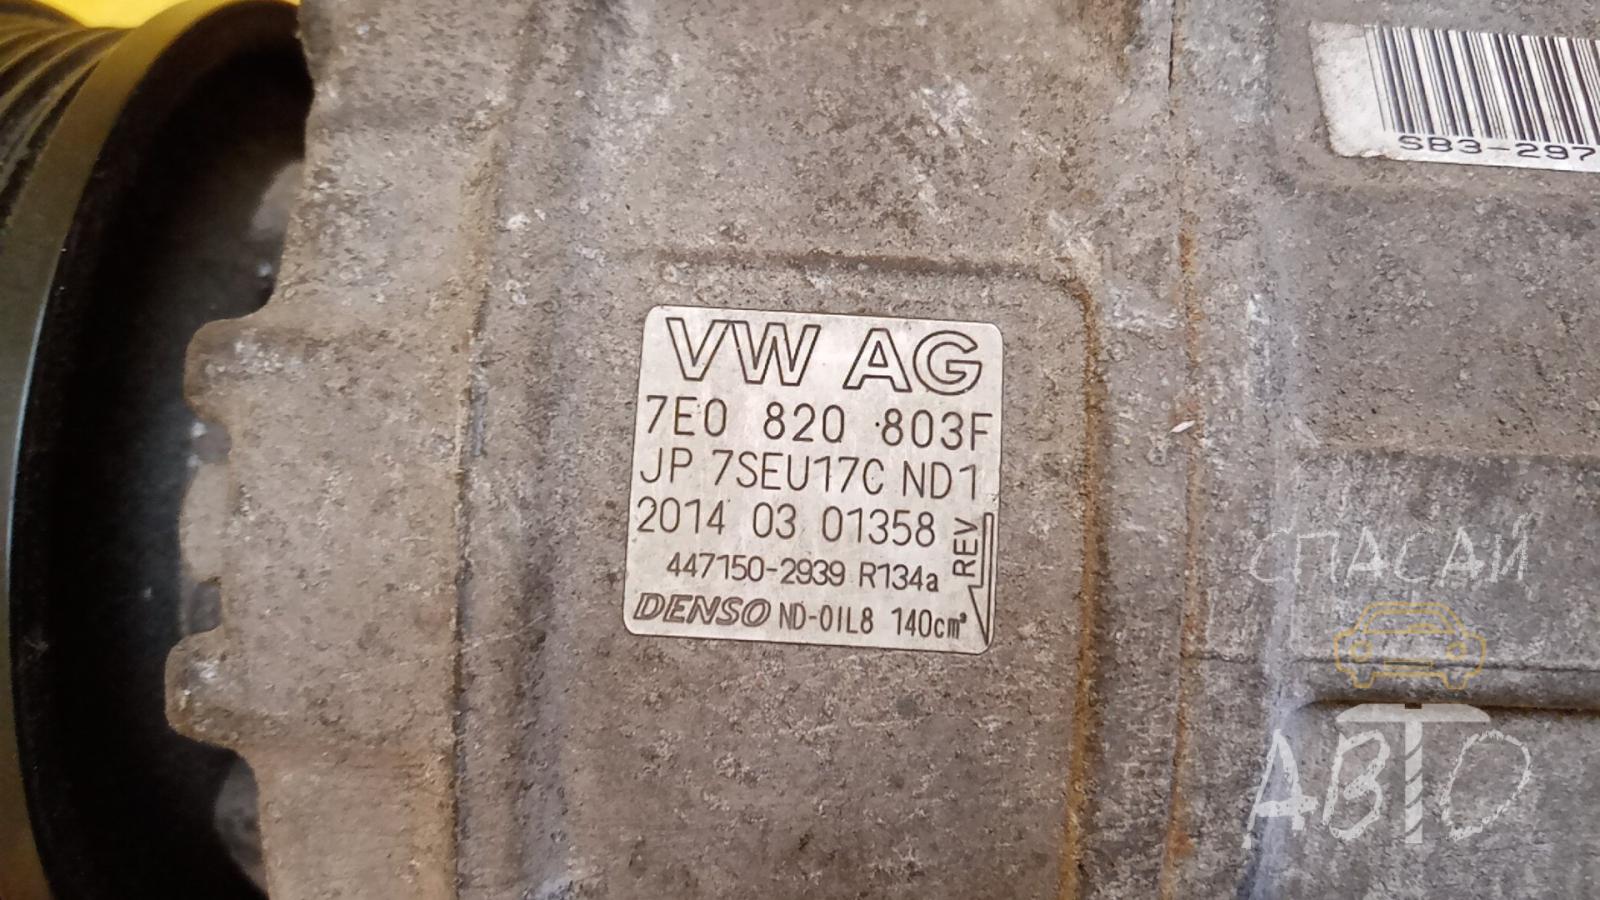 SB3-297
VW AG
7E0 820 803F
JP 7SEU17C ND1
2014 03 01358
REV
447150-2939 R134a
DENSO ND-OIL8 140cm³
СПАСАЙ
АВТО